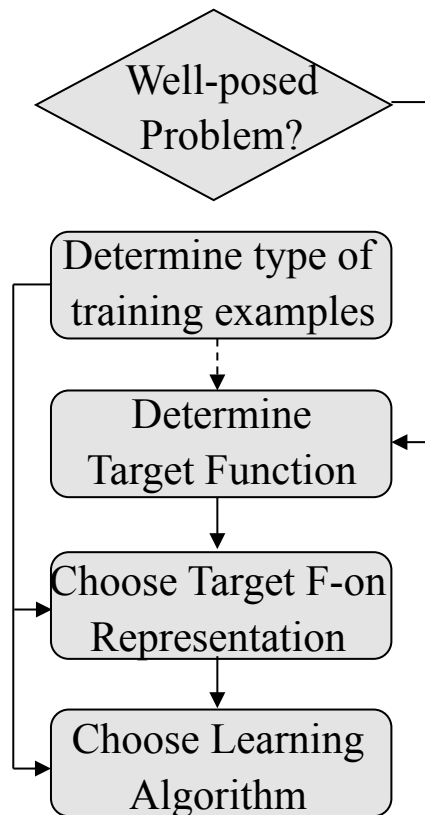 Well-posed
Problem?
Determine type of
training examples
Determine
Target Function
Choose Target F-on
Representation
Choose Learning
Algorithm